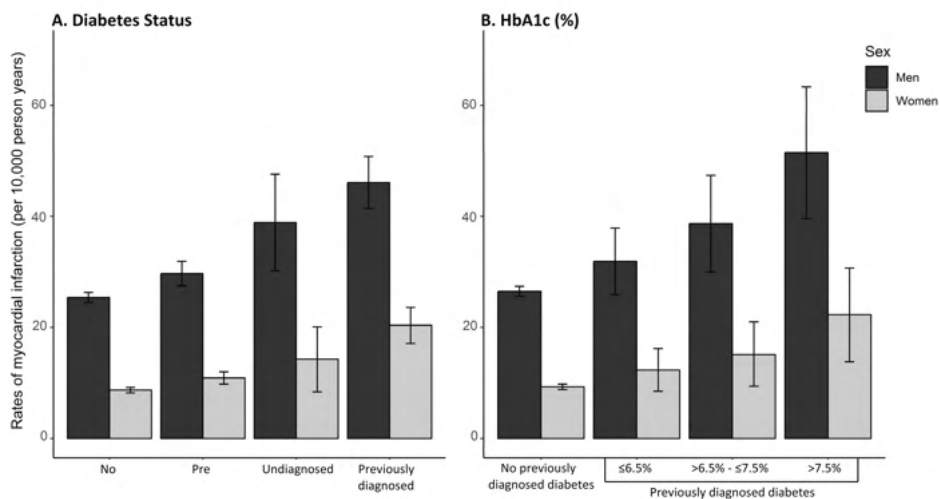 A. Diabetes Status
B. HbA1c (%)
Sex
Men
Women
Rates of myocardial infarction (per 10,000 person years)
60
40
20
0
60
40
20
0
No
Pre
Undiagnosed
Previously
diagnosed
No previously
diagnosed diabetes
≤6.5%
>6.5% - ≤7.5%
>7.5%
Previously diagnosed diabetes